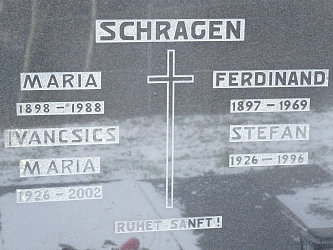 SCHRAGEN
MARIA
1898 - 1988
IVANCSICS
MARIA
1926 - 2002
FERDINAND
1897 - 1969
STEFAN
1926 - 1996
RUHET SANFT!